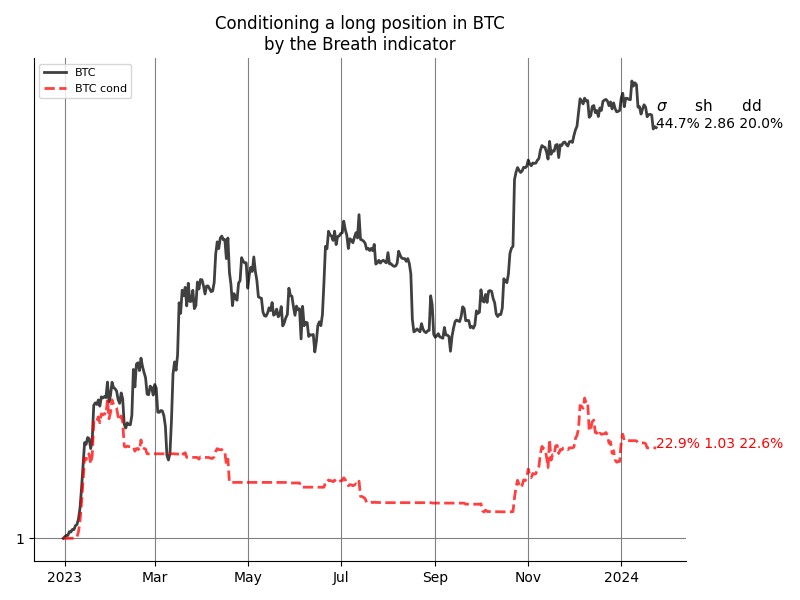 Conditioning a long position in BTC
by the Breath indicator
BTC
BTC cond
σ sh dd
44.7% 2.86 20.0%
22.9% 1.03 22.6%
1
2023 Mar May Jul Sep Nov 2024